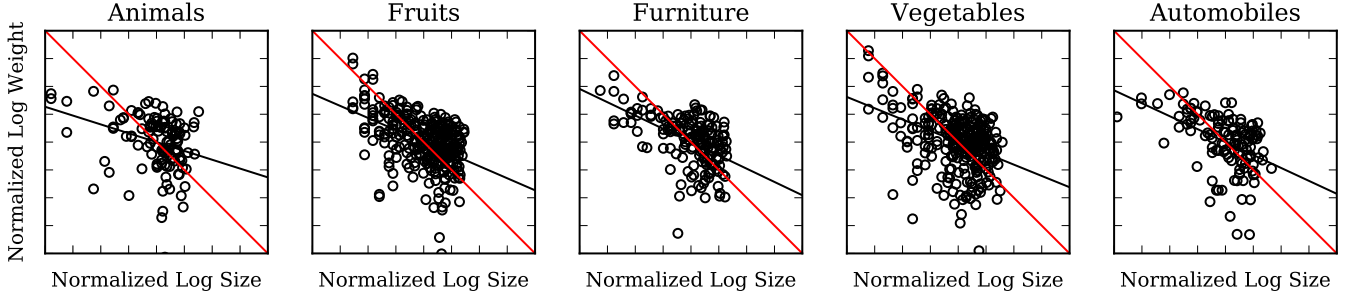 Animals
Fruits
Furniture
Vegetables
Automobiles
Normalized Log Weight
Normalized Log Size
Normalized Log Size
Normalized Log Size
Normalized Log Size
Normalized Log Size